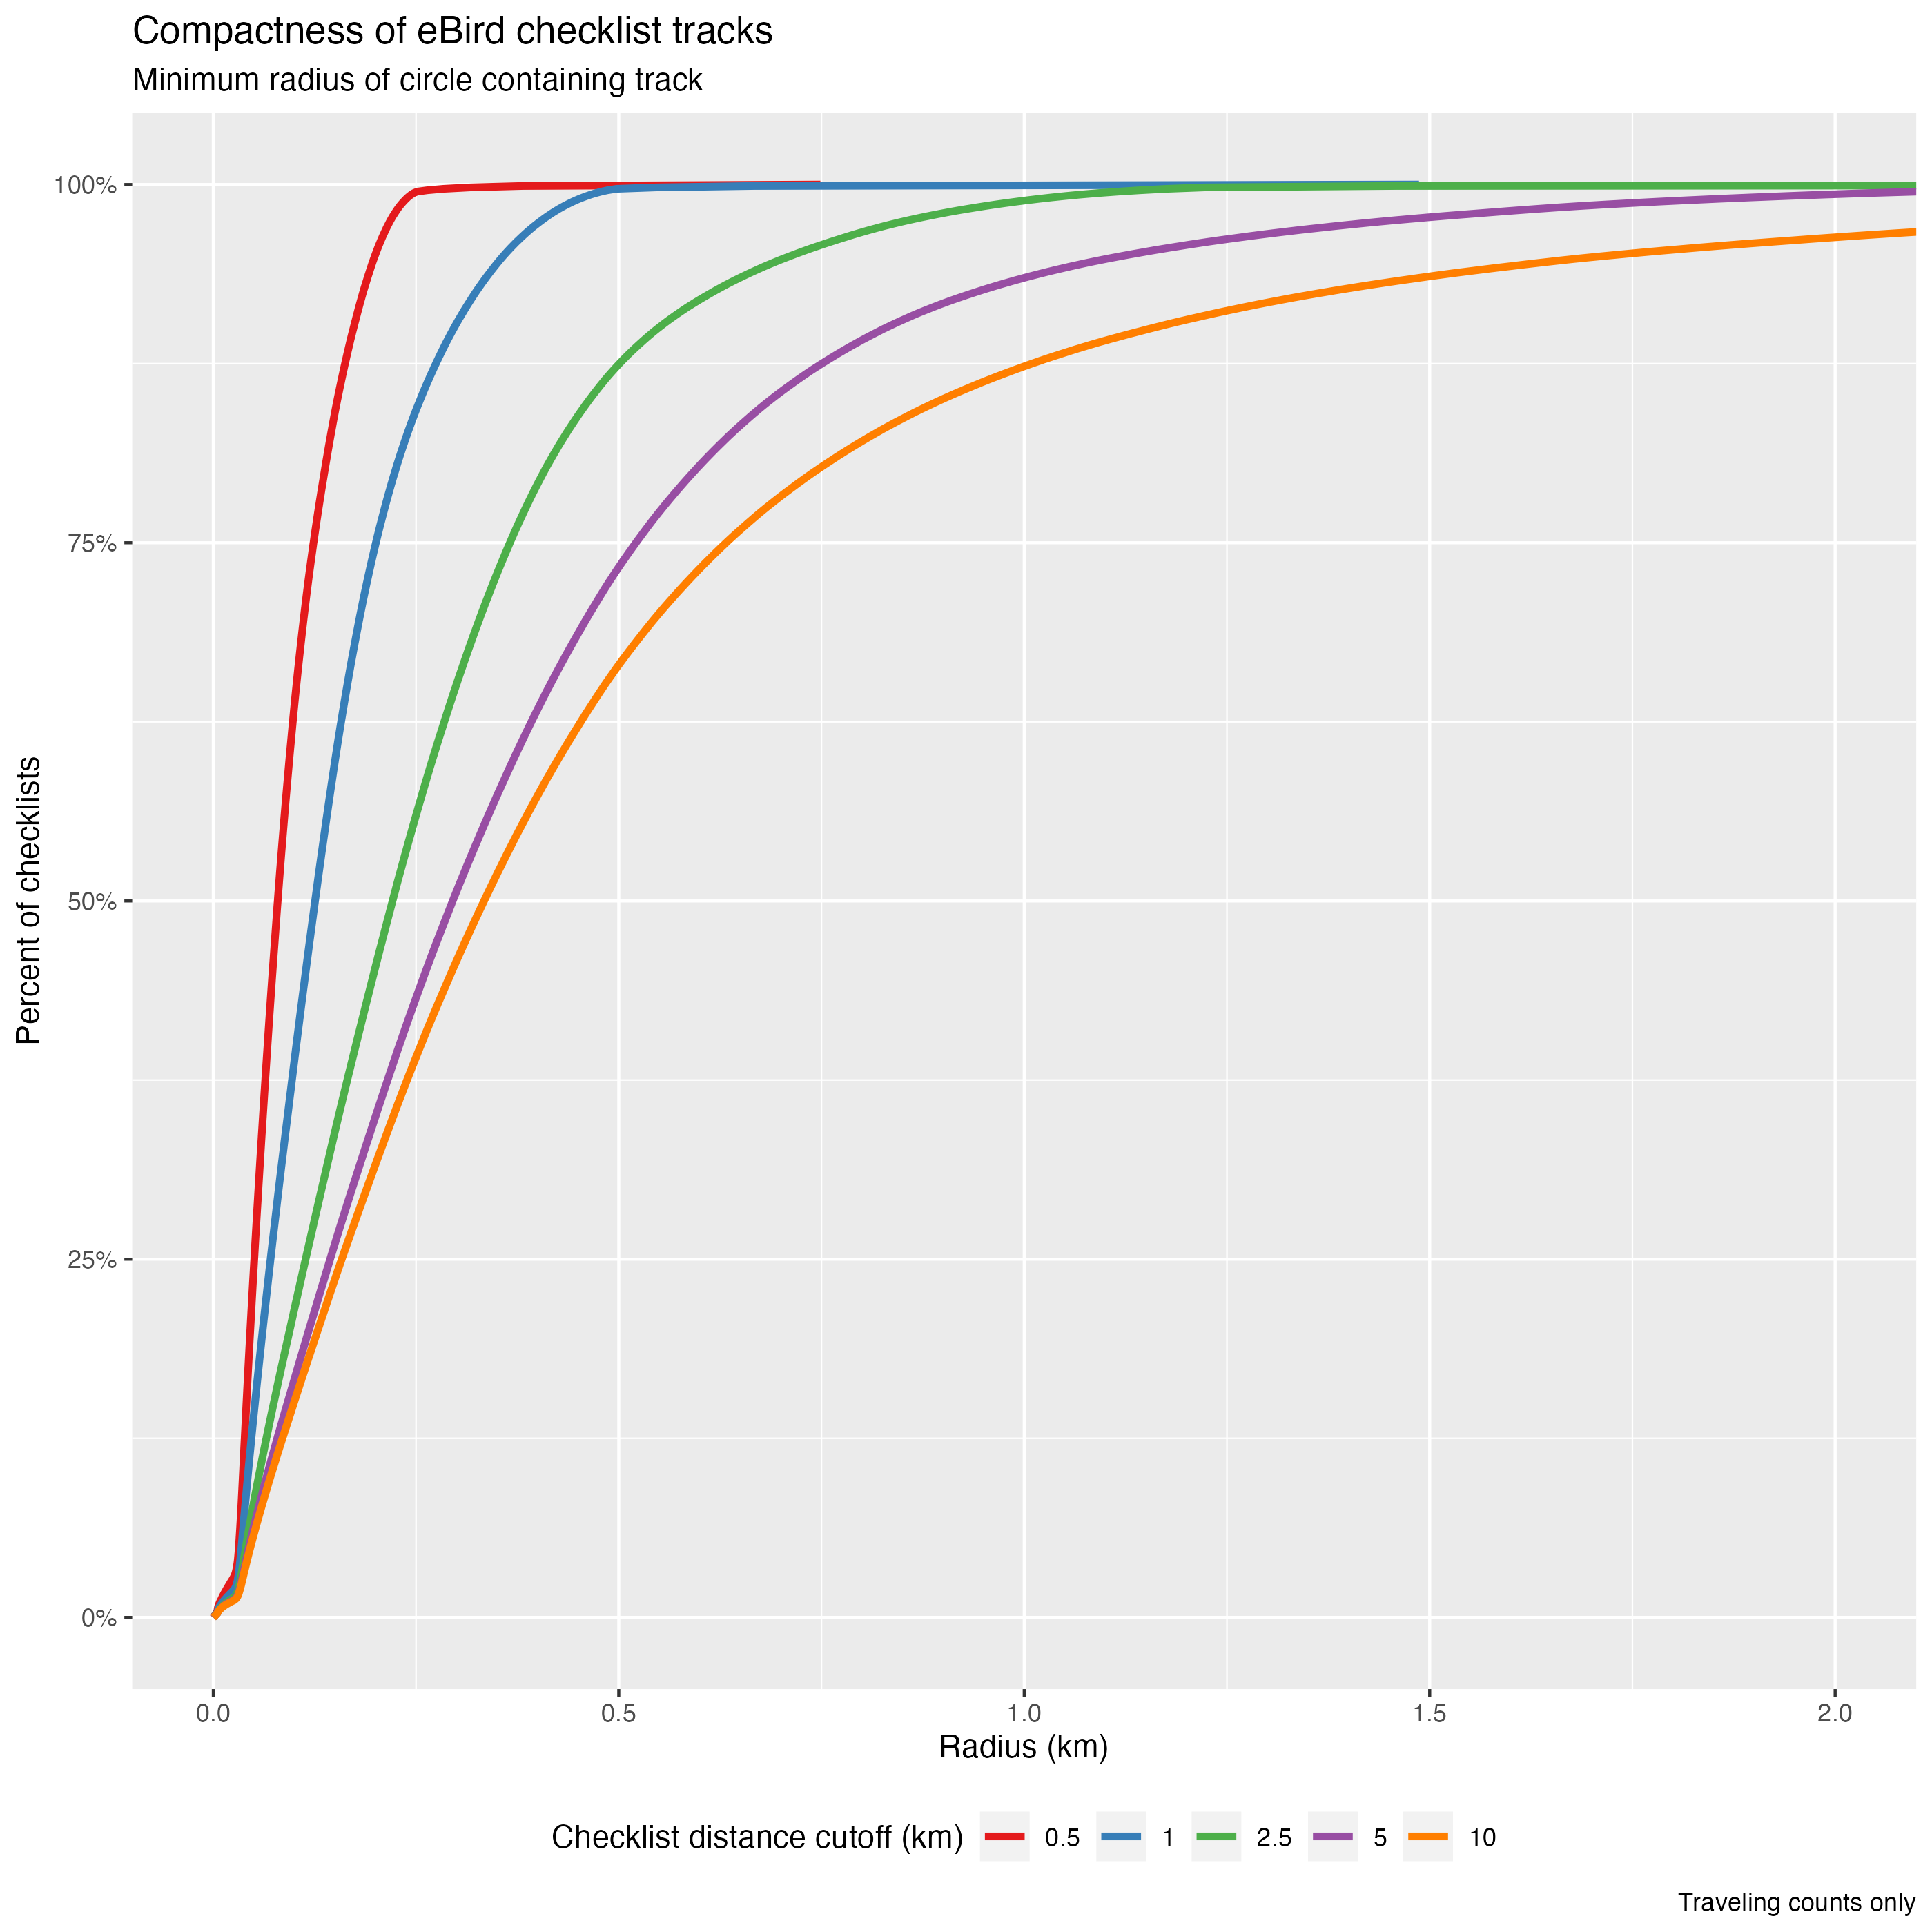 Compactness of eBird checklist tracks
Minimum radius of circle containing track
100%
75%
50%
25%
0%
Percent of checklists
0.0 0.5 1.0 1.5 2.0
Radius (km)
Checklist distance cutoff (km) 0.5 1 2.5 5 10
Traveling counts only